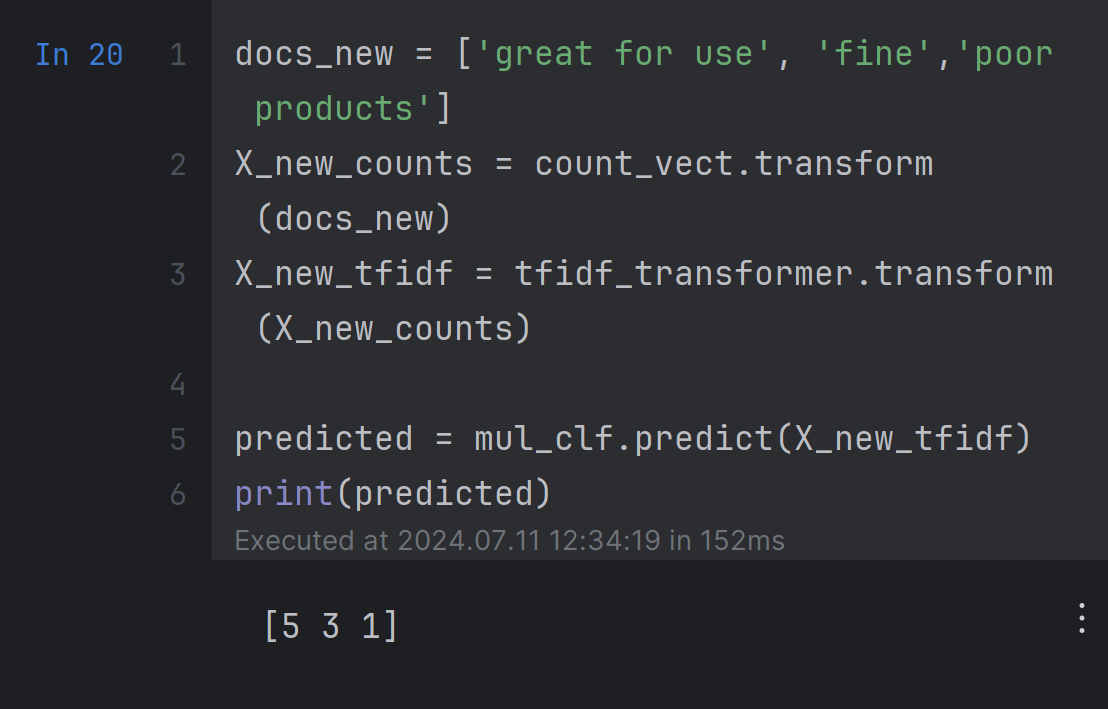 In 20 1 docs_new = ['great for use', 'fine','poor
products']
2 X_new_counts = count_vect.transform
(docs_new)
3 X_new_tfidf = tfidf_transformer.transform
(X_new_counts)
4
5 predicted = mul_clf.predict(X_new_tfidf)
6 print(predicted)
Executed at 2024.07.11 12:34:19 in 152ms
[5 3 1]